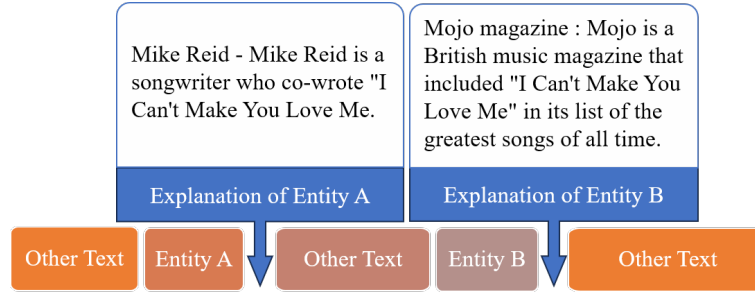 Mike Reid - Mike Reid is a
songwriter who co-wrote "I
Can't Make You Love Me.
Mojo magazine : Mojo is a
British music magazine that
included "I Can't Make You
Love Me" in its list of the
greatest songs of all time.
Explanation of Entity A
Explanation of Entity B
Other Text
Entity A
Other Text
Entity B
Other Text